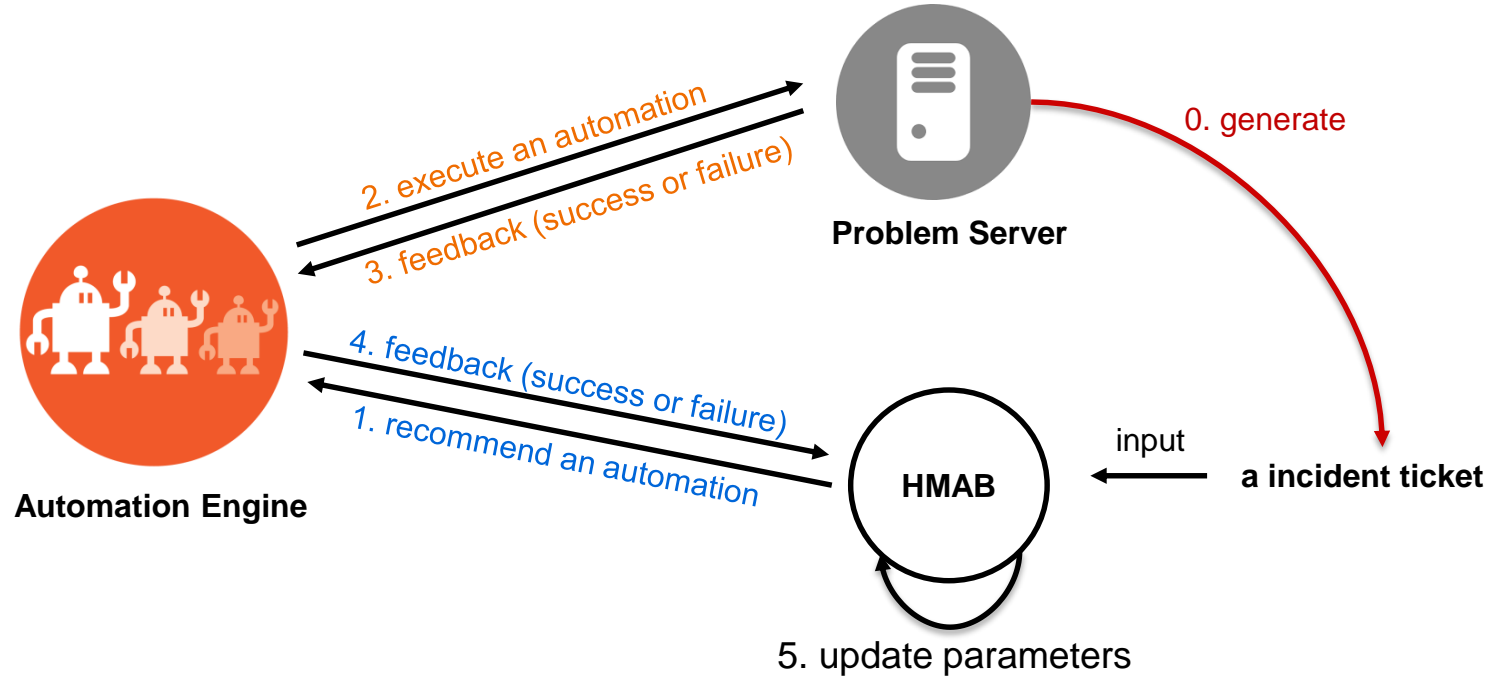 2. execute an automation
0. generate
3. feedback (success or failure)
Problem Server
4. feedback (success or failure)
1. recommend an automation
input
HMAB
a incident ticket
Automation Engine
5. update parameters